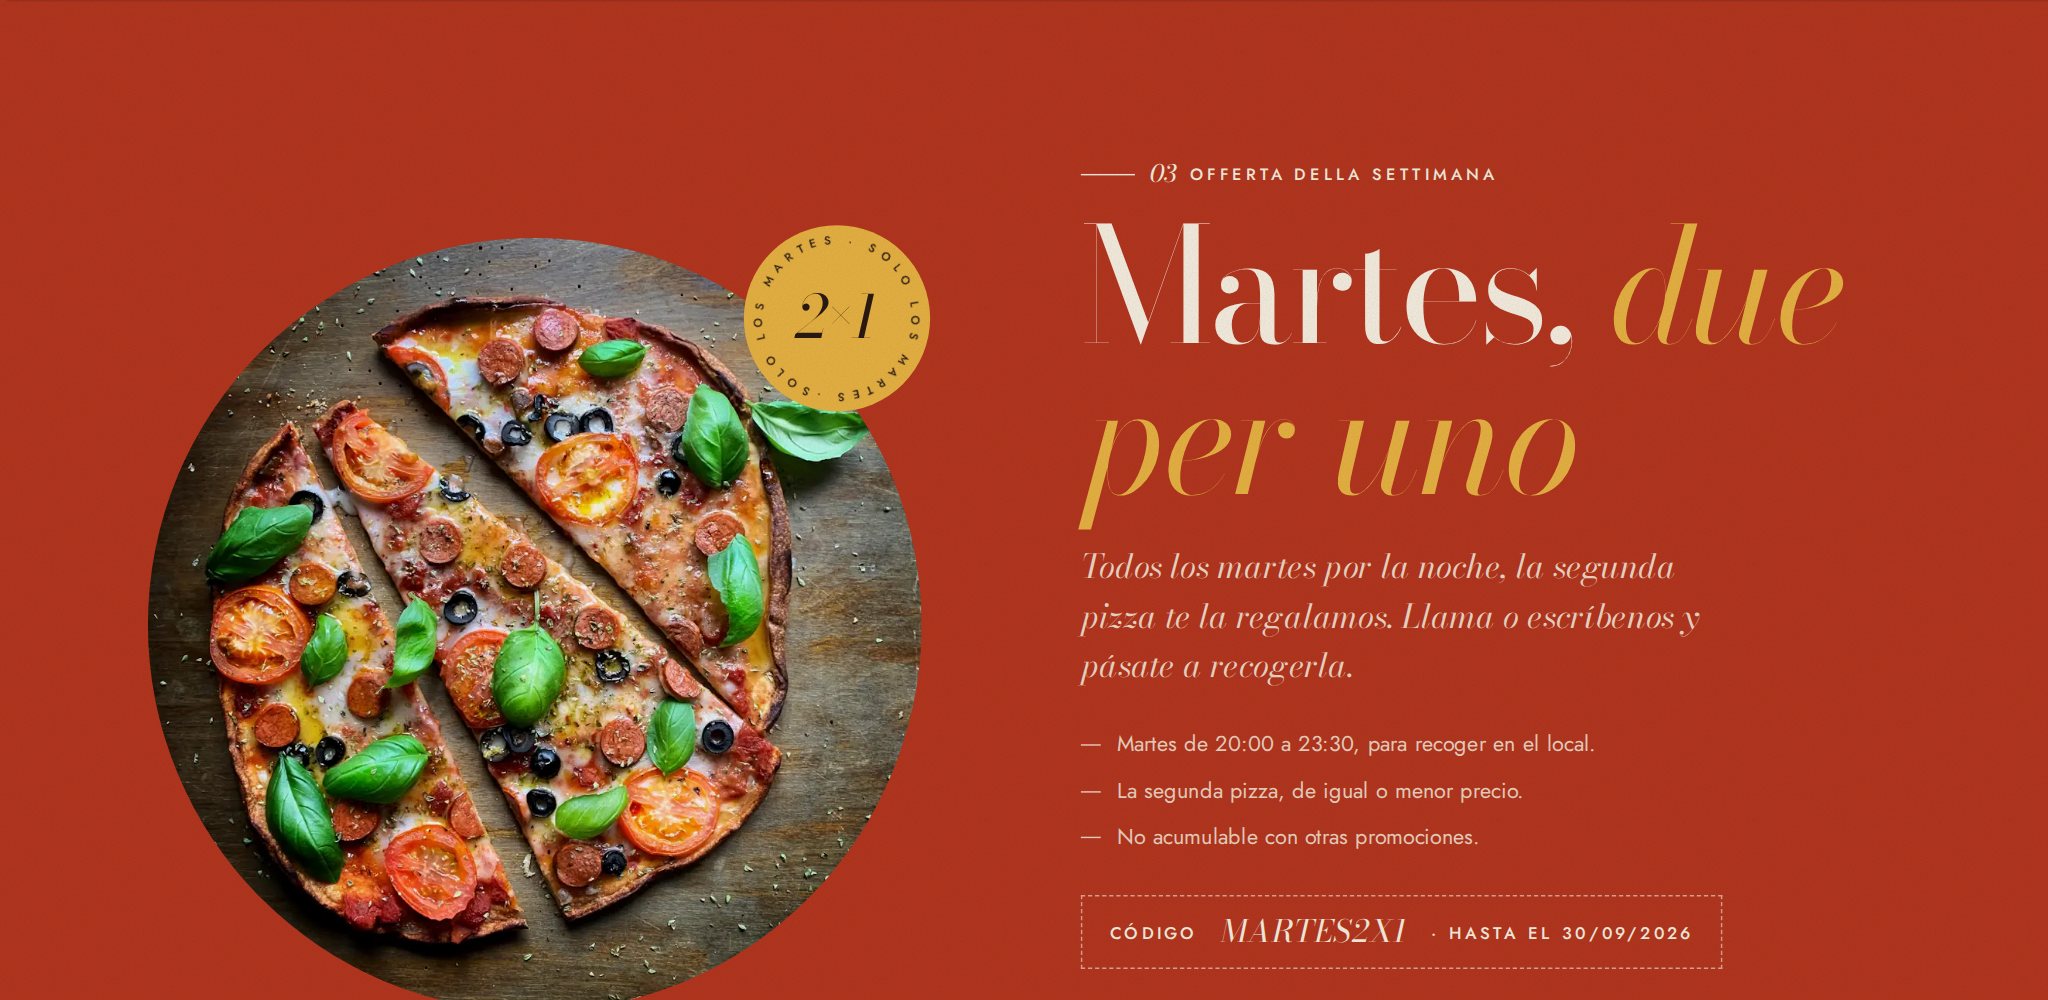 SOLO LOS MARTES · SOLO LOS MARTES ·
2×1
03 OFFERTA DELLA SETTIMANA
Martes, due
per uno
Todos los martes por la noche, la segunda
pizza te la regalamos. Llama o escríbenos y
pásate a recogerla.
— Martes de 20:00 a 23:30, para recoger en el local.
— La segunda pizza, de igual o menor precio.
— No acumulable con otras promociones.
CÓDIGO MARTES2X1 · HASTA EL 30/09/2026